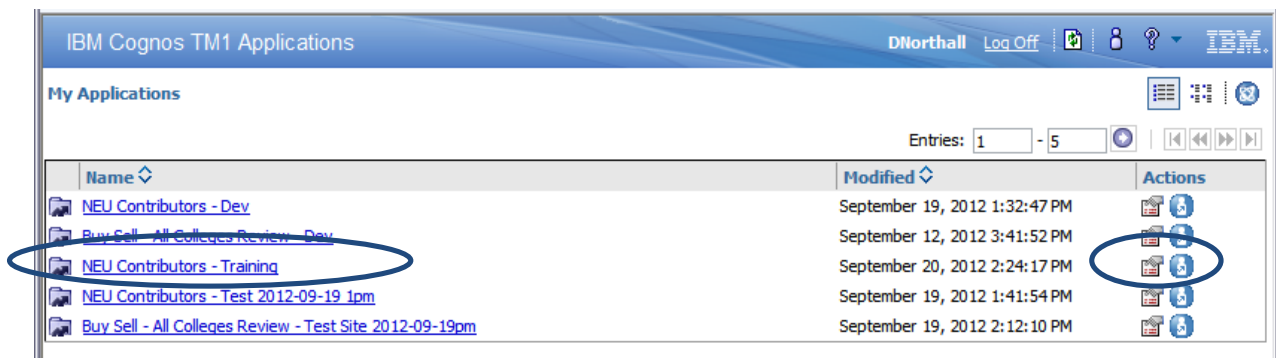 IBM Cognos TM1 Applications DNorthall Log Off IBM.
My Applications
Entries: 1 - 5
Name Modified Actions
NEU Contributors - Dev September 19, 2012 1:32:47 PM
Buy Sell - All Colleges Review - Dev September 12, 2012 3:41:52 PM
NEU Contributors - Training September 20, 2012 2:24:17 PM
NEU Contributors - Test 2012-09-19 1pm September 19, 2012 1:41:54 PM
Buy Sell - All Colleges Review - Test Site 2012-09-19pm September 19, 2012 2:12:10 PM